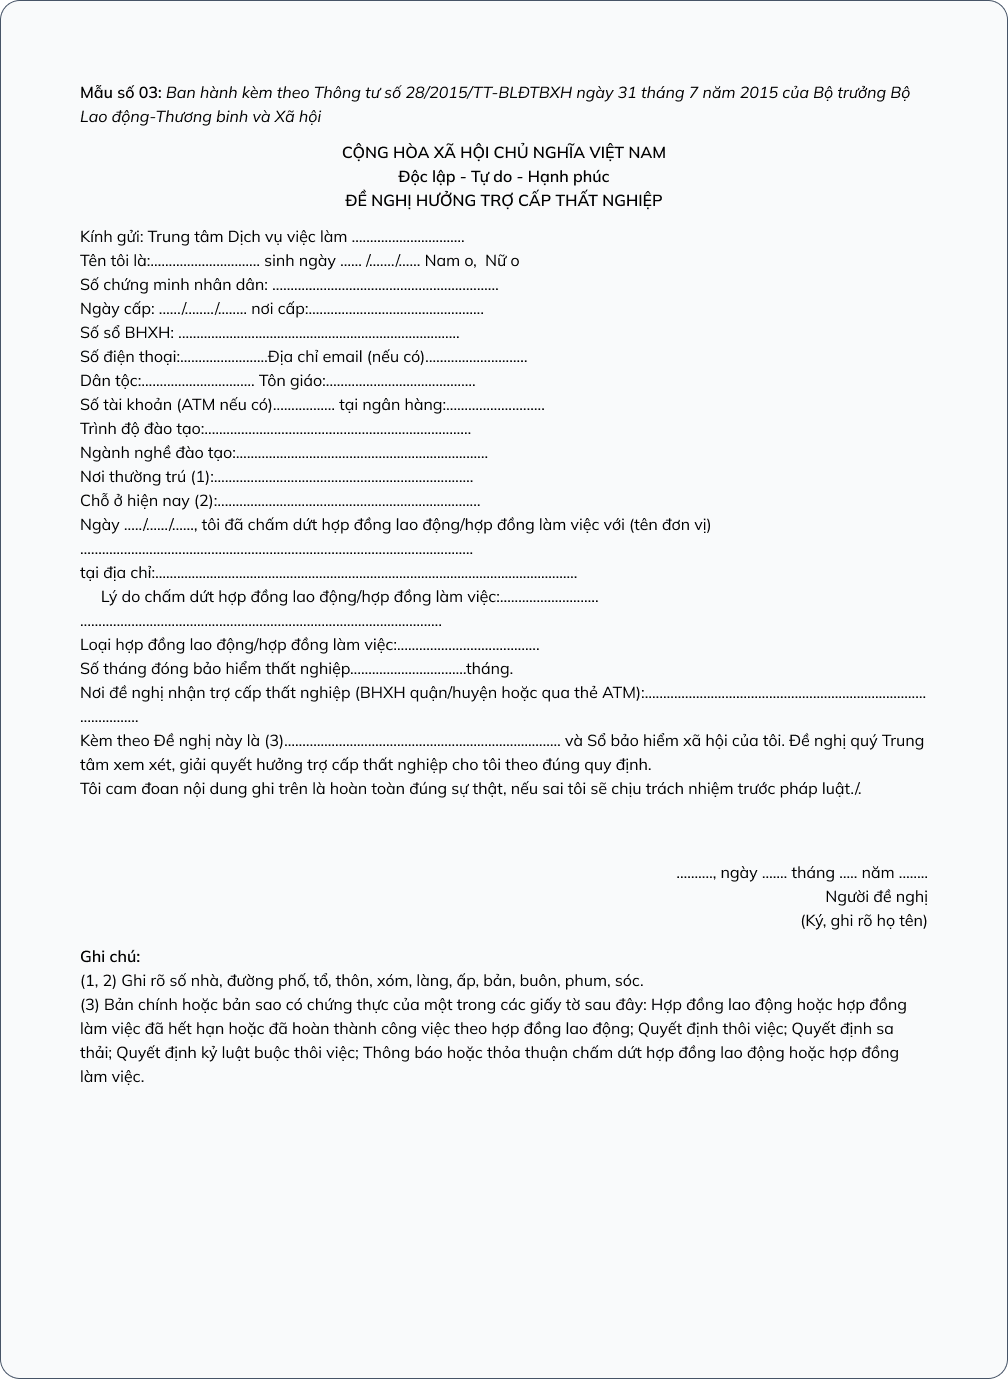 Mẫu số 03: Ban hành kèm theo Thông tư số 28/2015/TT-BLĐTBXH ngày 31 tháng 7 năm 2015 của Bộ trưởng Bộ
Lao động-Thương binh và Xã hội
CỘNG HÒA XÃ HỘI CHỦ NGHĨA VIỆT NAM
Độc lập - Tự do - Hạnh phúc
ĐỀ NGHỊ HƯỞNG TRỢ CẤP THẤT NGHIỆP
Kính gửi: Trung tâm Dịch vụ việc làm ...............................
Tên tôi là:.............................. sinh ngày ...... /......./...... Nam o,  Nữ o
Số chứng minh nhân dân: ..............................................................
Ngày cấp: ....../......../........ nơi cấp:................................................
Số sổ BHXH: .............................................................................
Số điện thoại:........................Địa chỉ email (nếu có)............................
Dân tộc:............................... Tôn giáo:.........................................
Số tài khoản (ATM nếu có)................. tại ngân hàng:...........................
Trình độ đào tạo:.........................................................................
Ngành nghề đào tạo:.....................................................................
Nơi thường trú (1):.......................................................................
Chỗ ở hiện nay (2):........................................................................
Ngày ...../....../......, tôi đã chấm dứt hợp đồng lao động/hợp đồng làm việc với (tên đơn vị)
............................................................................................................
tại địa chỉ:....................................................................................................................
Lý do chấm dứt hợp đồng lao động/hợp đồng làm việc:...........................
...................................................................................................
Loại hợp đồng lao động/hợp đồng làm việc:.......................................
Số tháng đóng bảo hiểm thất nghiệp................................tháng.
Nơi đề nghị nhận trợ cấp thất nghiệp (BHXH quận/huyện hoặc qua thẻ ATM):.............................................................................
................
Kèm theo Đề nghị này là (3)............................................................................ và Sổ bảo hiểm xã hội của tôi. Đề nghị quý Trung
tâm xem xét, giải quyết hưởng trợ cấp thất nghiệp cho tôi theo đúng quy định.
Tôi cam đoan nội dung ghi trên là hoàn toàn đúng sự thật, nếu sai tôi sẽ chịu trách nhiệm trước pháp luật./.
.........., ngày ....... tháng ..... năm ........
Người đề nghị
(Ký, ghi rõ họ tên)
Ghi chú:
(1, 2) Ghi rõ số nhà, đường phố, tổ, thôn, xóm, làng, ấp, bản, buôn, phum, sóc.
(3) Bản chính hoặc bản sao có chứng thực của một trong các giấy tờ sau đây: Hợp đồng lao động hoặc hợp đồng
làm việc đã hết hạn hoặc đã hoàn thành công việc theo hợp đồng lao động; Quyết định thôi việc; Quyết định sa
thải; Quyết định kỷ luật buộc thôi việc; Thông báo hoặc thỏa thuận chấm dứt hợp đồng lao động hoặc hợp đồng
làm việc.